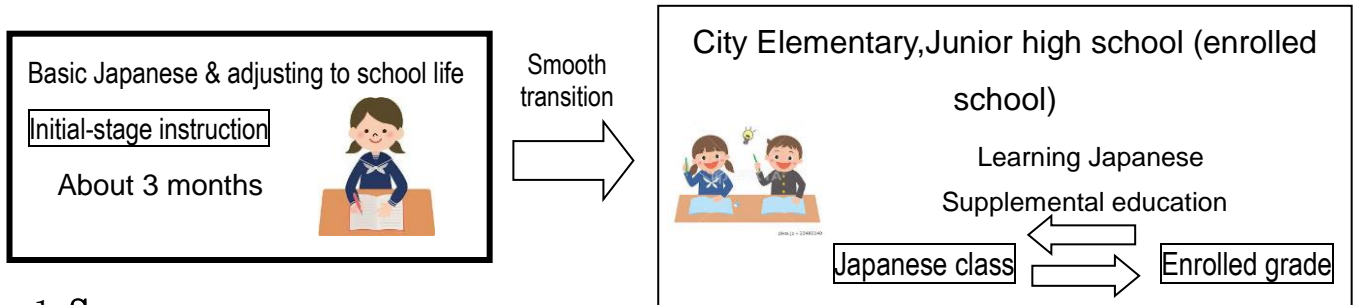 Basic Japanese & adjusting to school life
Initial-stage instruction
About 3 months
Smooth
transition
City Elementary,Junior high school (enrolled
school)
Learning Japanese
Supplemental education
Japanese class
Enrolled grade